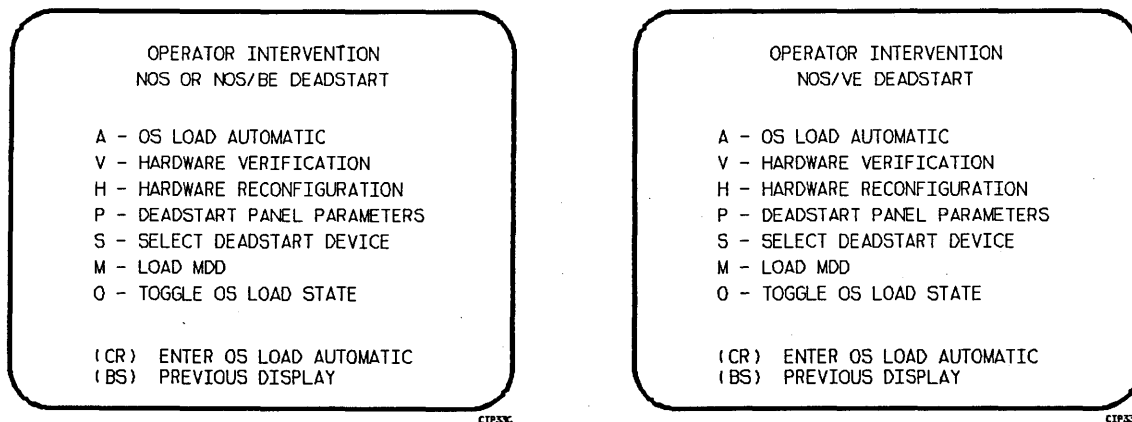 OPERATOR INTERVENTION
NOS OR NOS/BE DEADSTART
A - OS LOAD AUTOMATIC
V - HARDWARE VERIFICATION
H - HARDWARE RECONFIGURATION
P - DEADSTART PANEL PARAMETERS
S - SELECT DEADSTART DEVICE
M - LOAD MDD
O - TOGGLE OS LOAD STATE
(CR) ENTER OS LOAD AUTOMATIC
(BS) PREVIOUS DISPLAY
OPERATOR INTERVENTION
NOS/VE DEADSTART
A - OS LOAD AUTOMATIC
V - HARDWARE VERIFICATION
H - HARDWARE RECONFIGURATION
P - DEADSTART PANEL PARAMETERS
S - SELECT DEADSTART DEVICE
M - LOAD MDD
O - TOGGLE OS LOAD STATE
(CR) ENTER OS LOAD AUTOMATIC
(BS) PREVIOUS DISPLAY